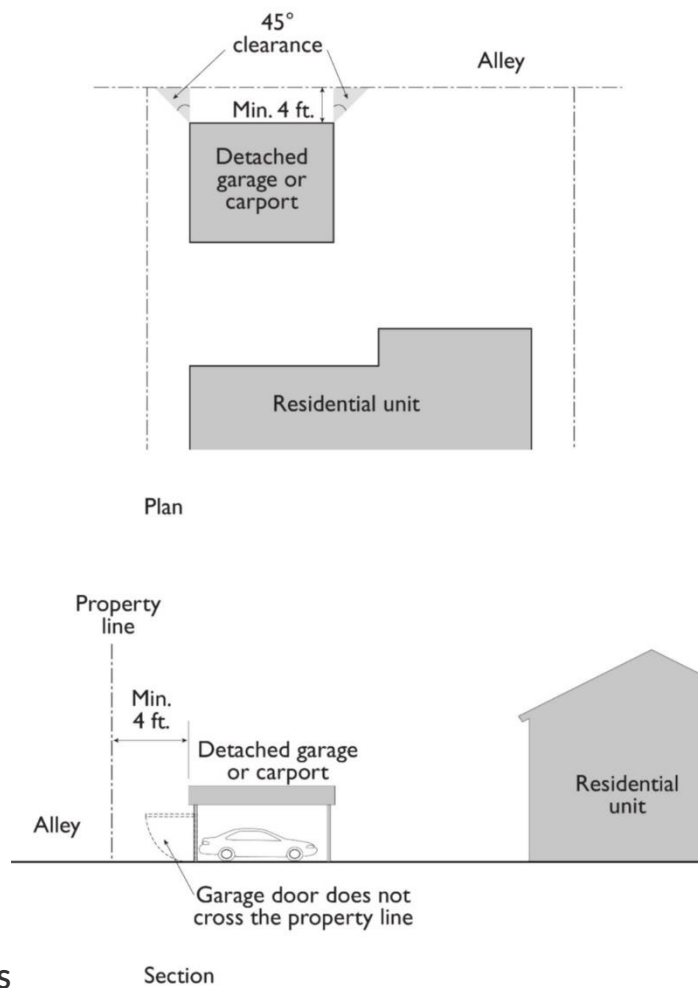 45°
clearance
Alley
Min. 4 ft.
Detached
garage or
carport
Residential unit
Plan
Property
line
Min.
4 ft.
Detached garage
or carport
Residential
unit
Alley
Garage door does not
cross the property line
s
Section